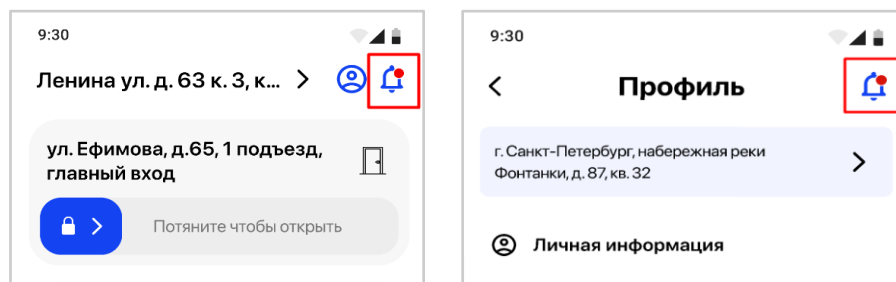 9:30
Ленина ул. д. 63 к. 3, к...
ул. Ефимова, д.65, 1 подъезд,
главный вход
Потяните чтобы открыть
9:30
Профиль
г. Санкт-Петербург, набережная реки
Фонтанки, д. 87, кв. 32
Личная информация